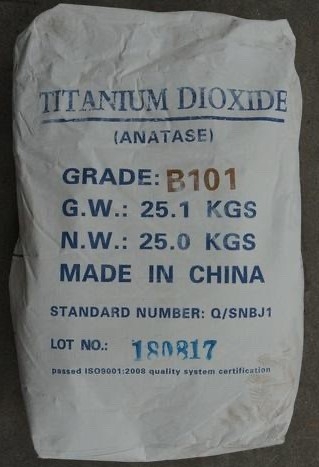 TITANIUM DIOXIDE
(ANATASE)
GRADE: B101
G.W.: 25.1 KGS
N.W.: 25.0 KGS
MADE IN CHINA
STANDARD NUMBER: Q/SNBJ1
LOT NO.: 180817
passed ISO9001:2008 quality system certification